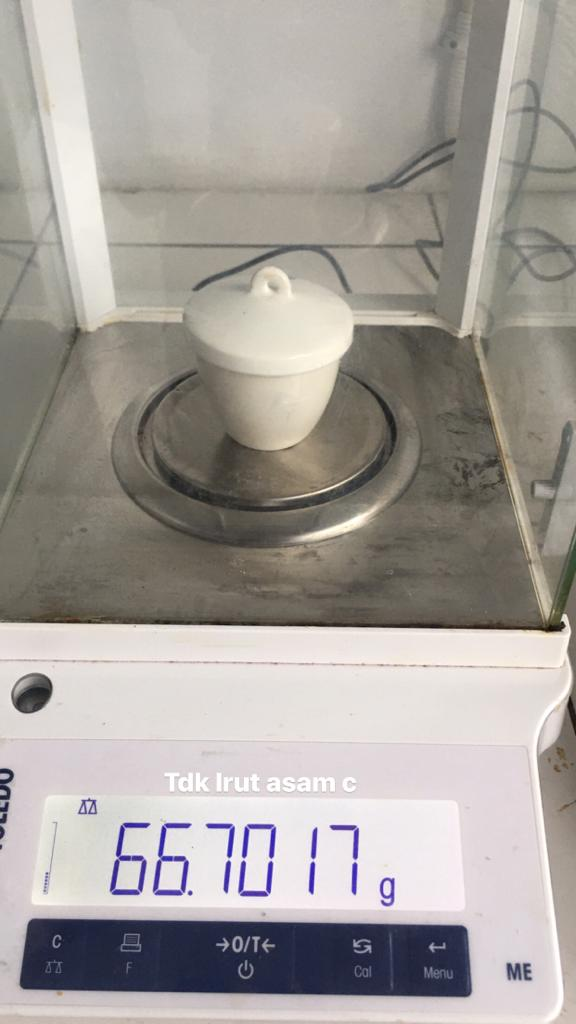 Tdk lrut asam c
66.7017 g
C →0/T←
F Cal Menu
ME